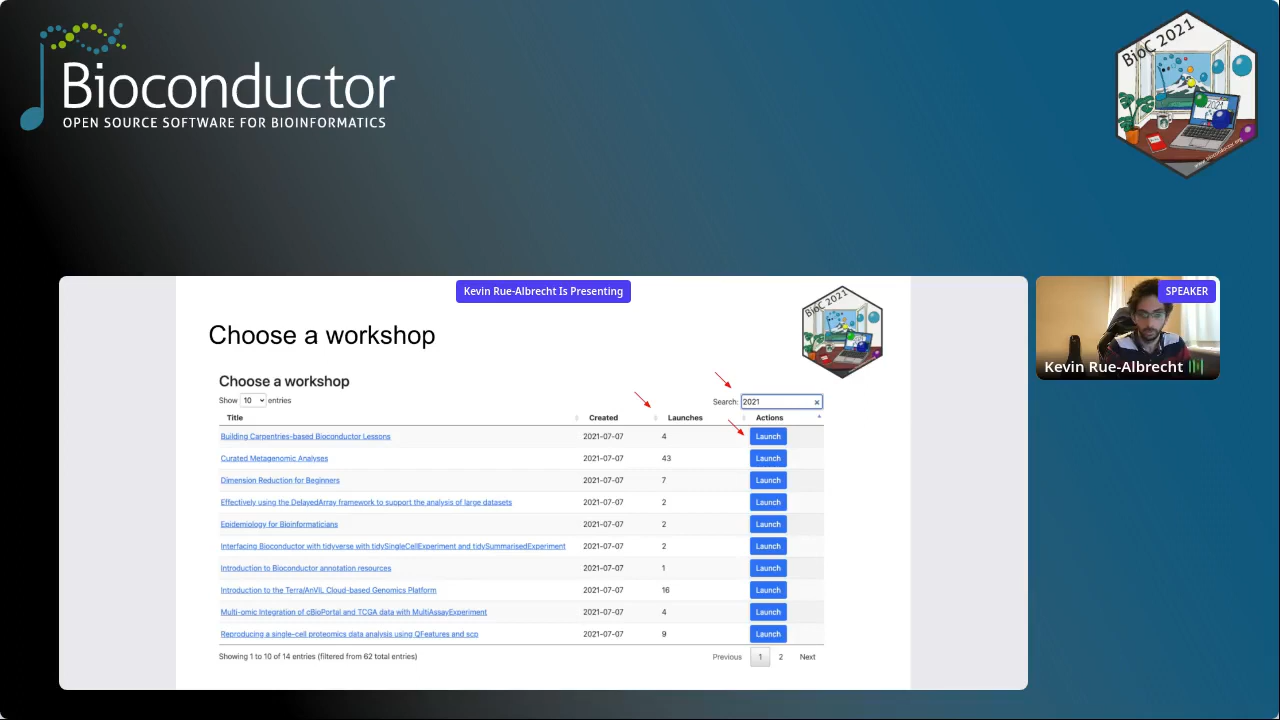 Bioconductor
OPEN SOURCE SOFTWARE FOR BIOINFORMATICS
BioC 2021
www.bioconductor.org
Kevin Rue-Albrecht Is Presenting
BioC 2021
SPEAKER
Kevin Rue-Albrecht
Choose a workshop
Choose a workshop
Show 10 entries
Search: 2021
Title Created Launches Actions
Building Carpentries-based Bioconductor Lessons 2021-07-07 4 Launch
Curated Metagenomic Analyses 2021-07-07 43 Launch
Dimension Reduction for Beginners 2021-07-07 7 Launch
Effectively using the DelayedArray framework to support the analysis of large datasets 2021-07-07 2 Launch
Epidemiology for Bioinformaticians 2021-07-07 2 Launch
Interfacing Bioconductor with tidyverse with tidySingleCellExperiment and tidySummarisedExperiment 2021-07-07 2 Launch
Introduction to Bioconductor annotation resources 2021-07-07 1 Launch
Introduction to the Terra/AnVIL Cloud-based Genomics Platform 2021-07-07 16 Launch
Multi-omic Integration of cBioPortal and TCGA data with MultiAssayExperiment 2021-07-07 4 Launch
Reproducing a single-cell proteomics data analysis using QFeatures and scp 2021-07-07 9 Launch
Showing 1 to 10 of 14 entries (filtered from 62 total entries)
Previous 1 2 Next